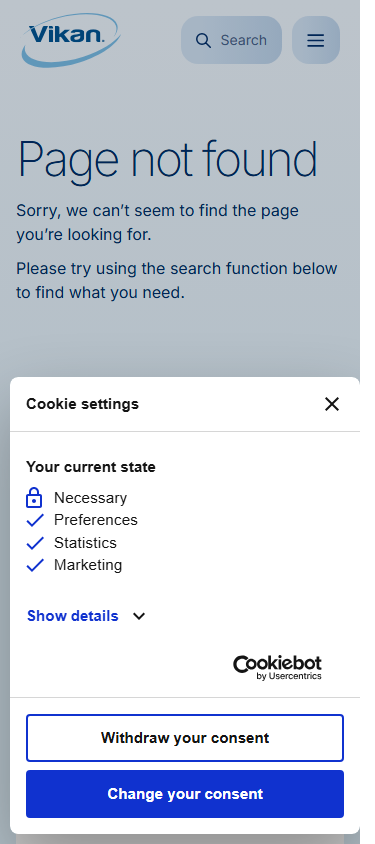 Vikan.
Search
Page not found
Sorry, we can’t seem to find the page
you’re looking for.
Please try using the search function below
to find what you need.
Cookie settings
Your current state
Necessary
Preferences
Statistics
Marketing
Show details
Cookiebot
by Usercentrics
Withdraw your consent
Change your consent